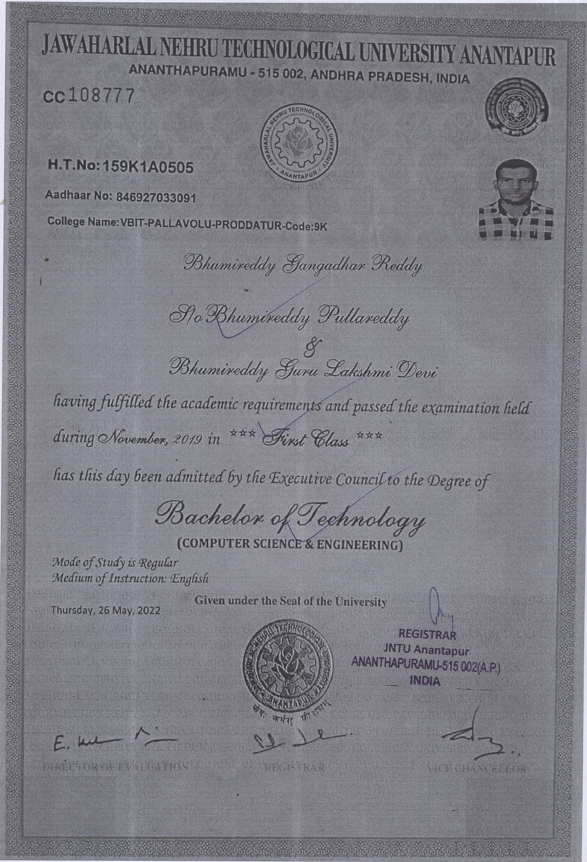 JAWAHARLAL NEHRU TECHNOLOGICAL UNIVERSITY ANANTAPUR
ANANTHAPURAMU - 515 002, ANDHRA PRADESH, INDIA
CC108777
JAWAHARLAL NEHRU TECHNOLOGICAL UNIVERSITY
ANANTAPUR
H.T.No:159K1A0505
Aadhaar No: 846927033091
College Name:VBIT-PALLAVOLU-PRODDATUR-Code:9K
Bhumireddy Gangadhar Reddy
S/o Bhumireddy Pullareddy
&
Bhumireddy Guru Lakshmi Devi
having fulfilled the academic requirements and passed the examination held
during November, 2019 in *** First Class ***
has this day been admitted by the Executive Council to the Degree of
Bachelor of Technology
(COMPUTER SCIENCE & ENGINEERING)
Mode of Study is Regular
Medium of Instruction: English
Given under the Seal of the University
Thursday, 26 May, 2022
REGISTRAR
JNTU Anantapur
ANANTHAPURAMU-515 002(A.P.)
INDIA
DIRECTOR OF EVALUATION REGISTRAR VICE CHANCELLOR